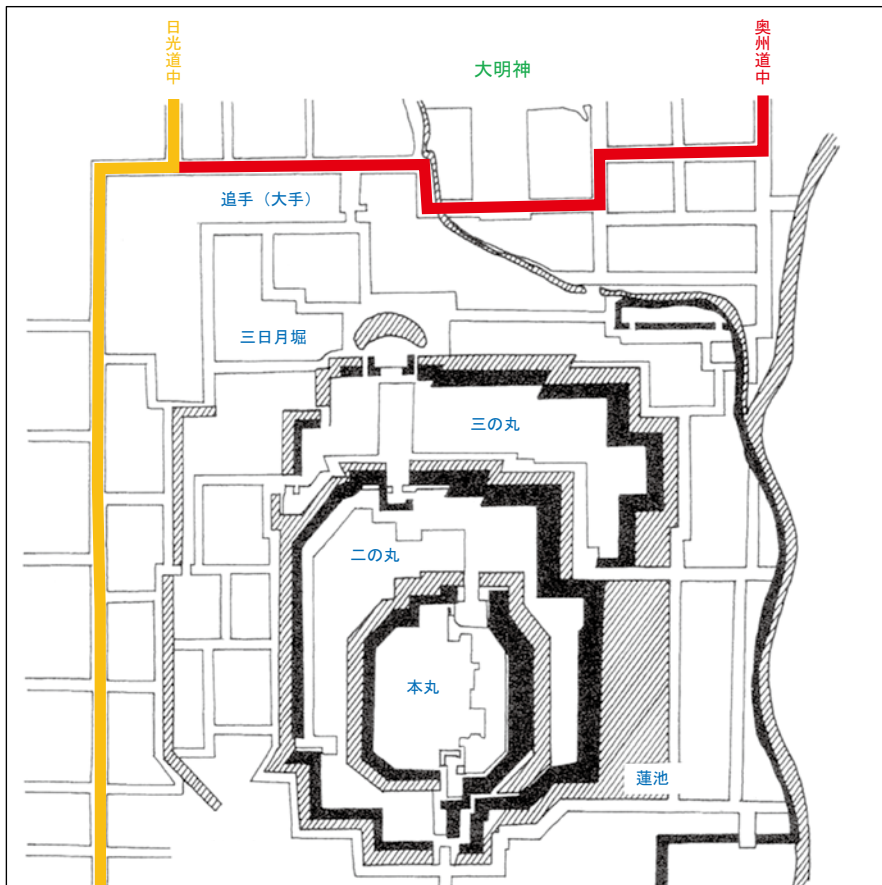 日光道中
大明神
奥州道中
追手（大手）
三日月堀
三の丸
二の丸
本丸
蓮池